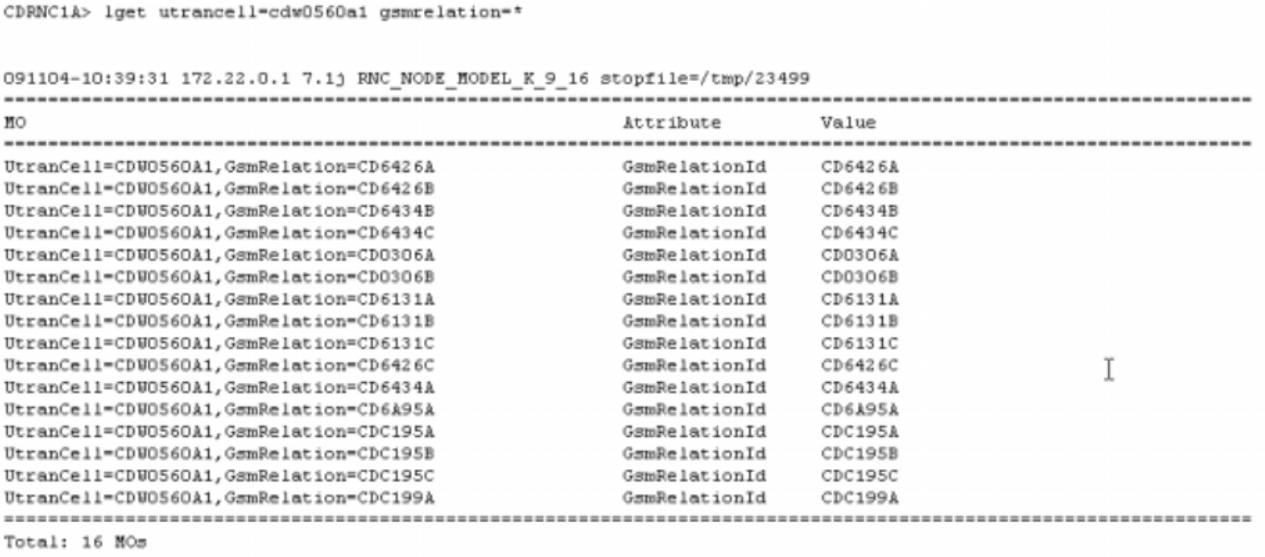 CDRNC1A> lget utrancell=cdw0560a1 gsmrelation=*
091104-10:39:31 172.22.0.1 7.1j RNC_NODE_MODEL_K_9_16 stopfile=/tmp/23499
=================================================================================================================
MO Attribute Value
=================================================================================================================
UtranCell=CDW0560A1,GsmRelation=CD6426A GsmRelationId CD6426A
UtranCell=CDW0560A1,GsmRelation=CD6426B GsmRelationId CD6426B
UtranCell=CDW0560A1,GsmRelation=CD6434B GsmRelationId CD6434B
UtranCell=CDW0560A1,GsmRelation=CD6434C GsmRelationId CD6434C
UtranCell=CDW0560A1,GsmRelation=CD0306A GsmRelationId CD0306A
UtranCell=CDW0560A1,GsmRelation=CD0306B GsmRelationId CD0306B
UtranCell=CDW0560A1,GsmRelation=CD6131A GsmRelationId CD6131A
UtranCell=CDW0560A1,GsmRelation=CD6131B GsmRelationId CD6131B
UtranCell=CDW0560A1,GsmRelation=CD6131C GsmRelationId CD6131C
UtranCell=CDW0560A1,GsmRelation=CD6426C GsmRelationId CD6426C
UtranCell=CDW0560A1,GsmRelation=CD6434A GsmRelationId CD6434A
UtranCell=CDW0560A1,GsmRelation=CD6A95A GsmRelationId CD6A95A
UtranCell=CDW0560A1,GsmRelation=CDC195A GsmRelationId CDC195A
UtranCell=CDW0560A1,GsmRelation=CDC195B GsmRelationId CDC195B
UtranCell=CDW0560A1,GsmRelation=CDC195C GsmRelationId CDC195C
UtranCell=CDW0560A1,GsmRelation=CDC199A GsmRelationId CDC199A
=================================================================================================================
Total: 16 MOs